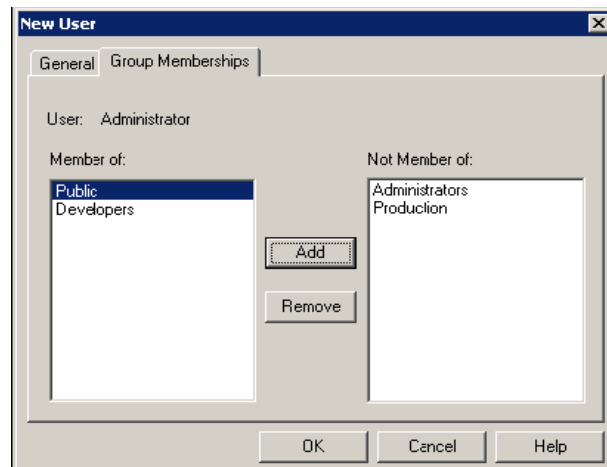 New User
General Group Memberships
User: Administrator
Member of:
Not Member of:
Public
Developers
Administrators
Production
Add
Remove
OK Cancel Help